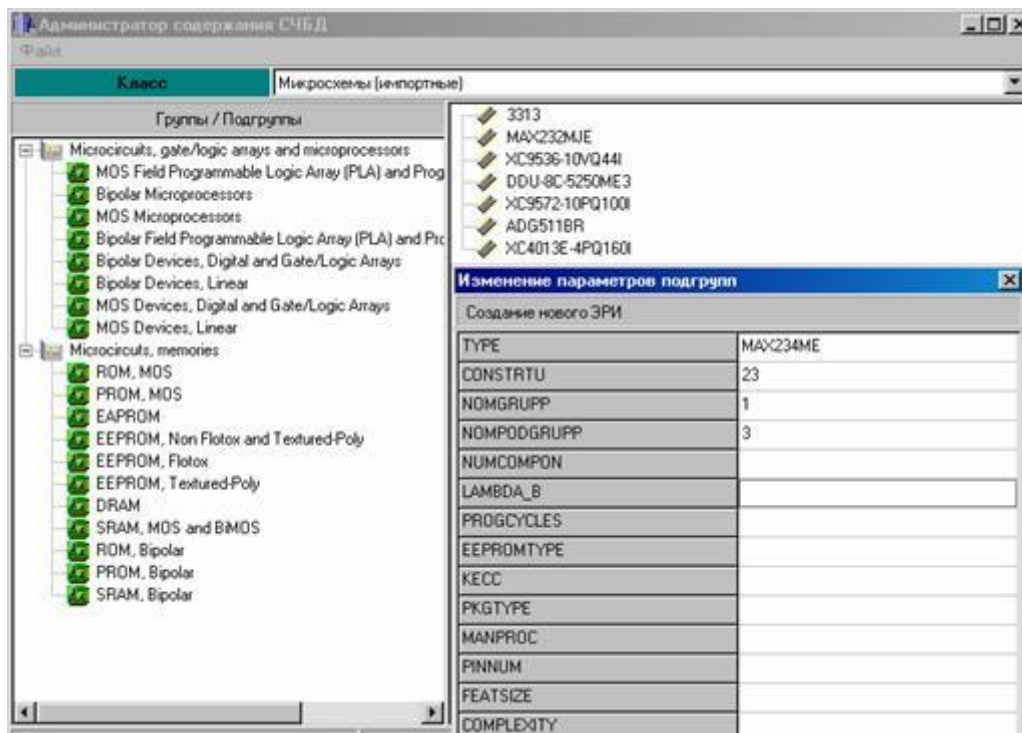 Администратор содержания СЧБД
Файл
Класс
Микросхемы (импортные)
Группы / Подгруппы
Microcircuits, gate/logic arrays and microprocessors
MOS Field Programmable Logic Array (PLA) and Prog
Bipolar Microprocessors
MOS Microprocessors
Bipolar Field Programmable Logic Array (PLA) and Prc
Bipolar Devices, Digital and Gate/Logic Arrays
Bipolar Devices, Linear
MOS Devices, Digital and Gate/Logic Arrays
MOS Devices, Linear
Microcircuts, memories
ROM, MOS
PROM, MOS
EAPROM
EEPROM, Non Flotox and Textured-Poly
EEPROM, Flotox
EEPROM, Textured-Poly
DRAM
SRAM, MOS and BiMOS
ROM, Bipolar
PROM, Bipolar
SRAM, Bipolar
3313
MAX232MJE
XC9536-10VQ44I
DDU-8C-5250ME3
XC9572-10PQ100I
ADG511BR
XC4013E-4PQ160I
Изменение параметров подгрупп
Создание нового ЭРИ
TYPE MAX234ME
CONSTRTU 23
NOMGRUPP 1
NOMPODGRUPP 3
NUMCOMPON
LAMBDA_B
PROGCYCLES
EEPROMTYPE
KECC
PKGTYPE
MANPROC
PINNUM
FEATSIZE
COMPLEXITY